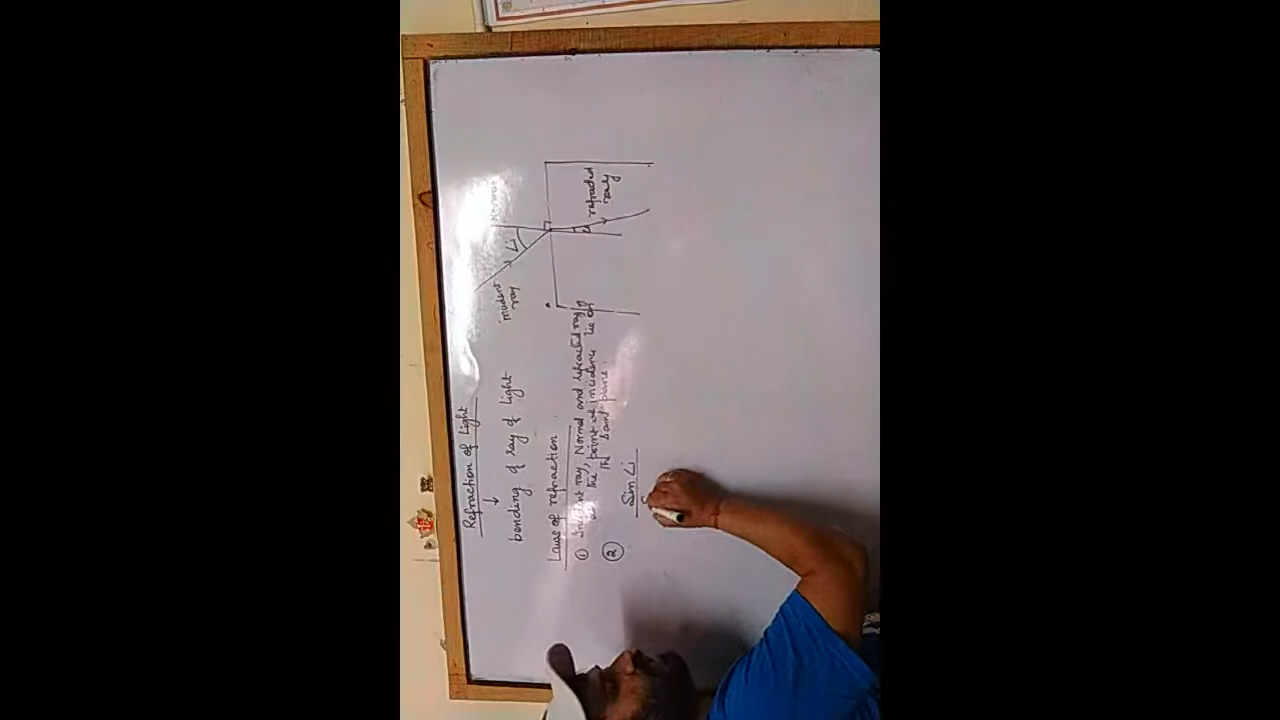 Refraction of Light
↓
bending of ray of light
Laws of refraction
① Incident ray, Normal and refracted ray
at the point of incidence lie on
the same plane.
② Sin ∠i
S
incident
ray
∠i
Normal
refracted
ray